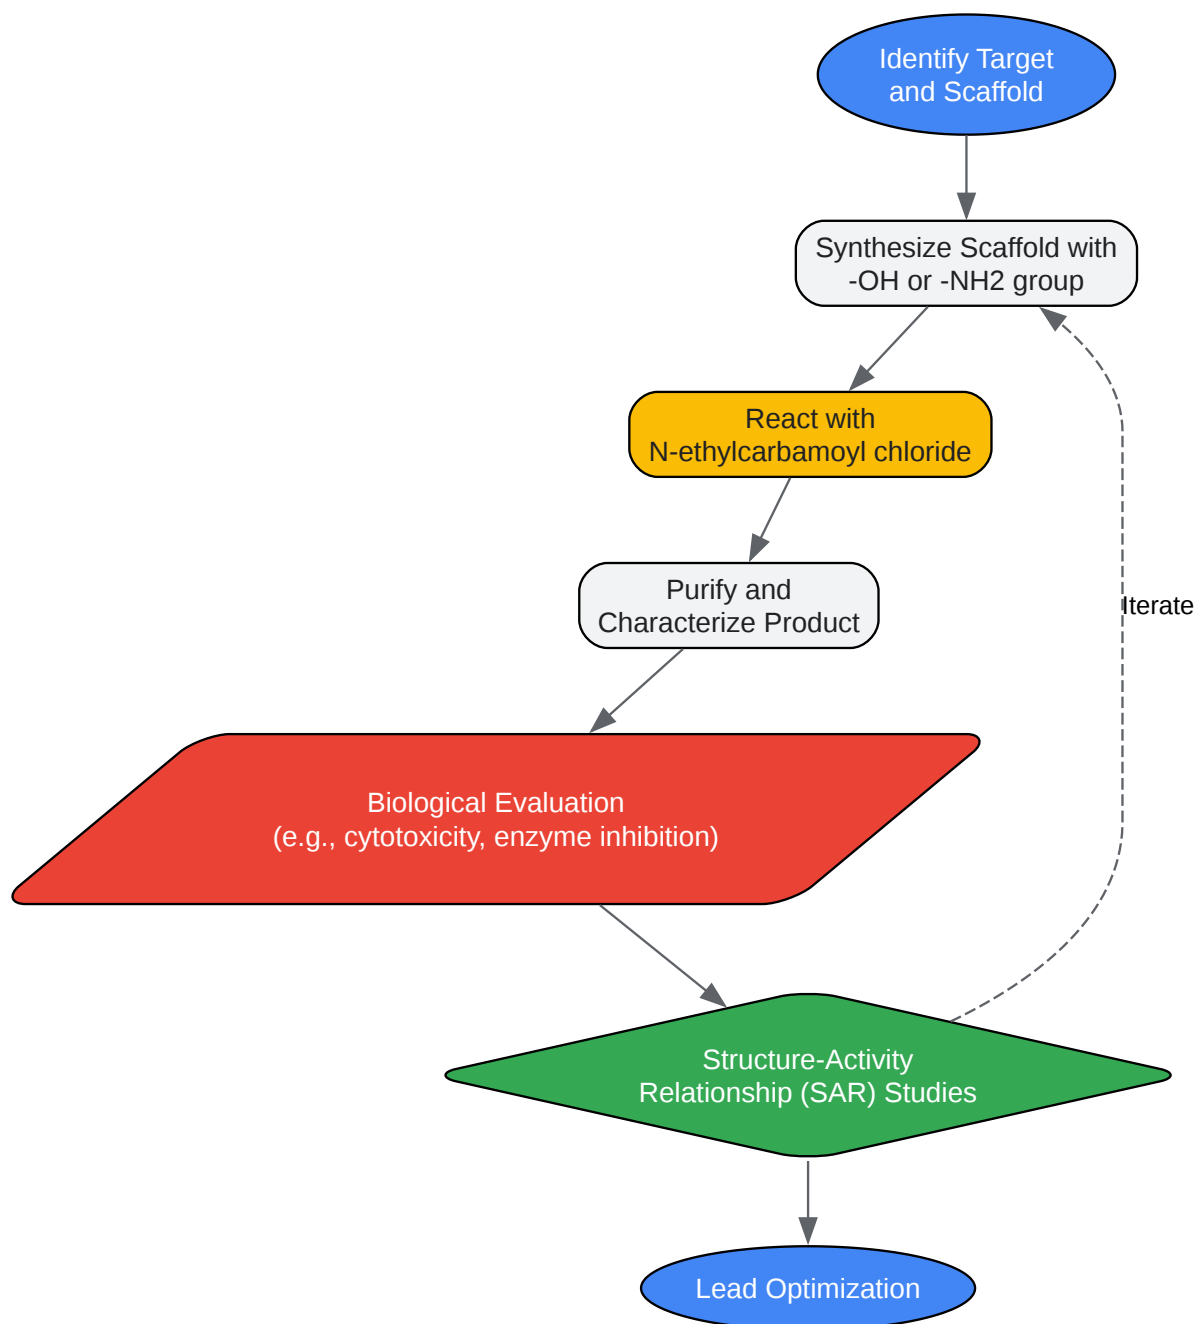 Identify Target
and Scaffold
Synthesize Scaffold with
-OH or -NH2 group
React with
N-ethylcarbamoyl chloride
Purify and
Characterize Product
Iterate
Biological Evaluation
(e.g., cytotoxicity, enzyme inhibition)
Structure-Activity
Relationship (SAR) Studies
Lead Optimization